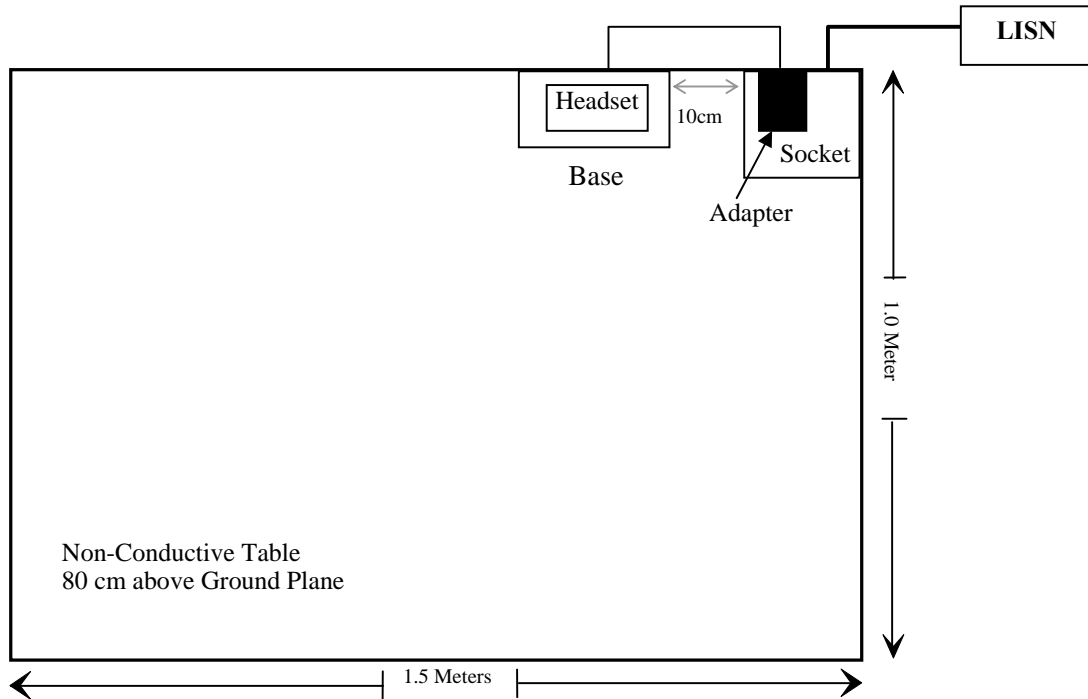 LISN
Headset
10cm
Socket
Base
Adapter
1.0 Meter
Non-Conductive Table
80 cm above Ground Plane
1.5 Meters